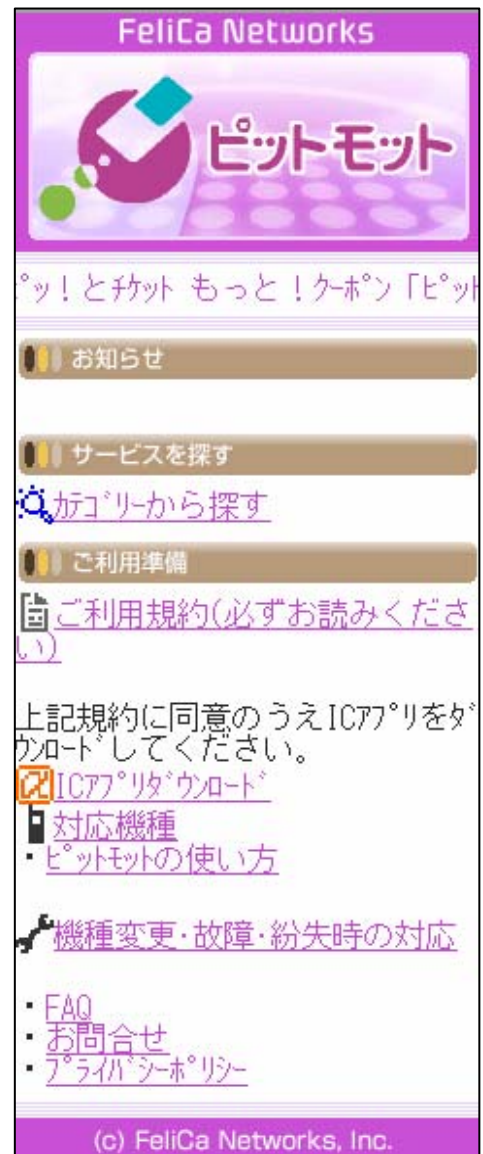 FeliCa Networks
ピットモット
ﾟッ！とﾁｹｯﾄ もっと！ｸｰﾎﾟﾝ「ﾋﾟｯﾄ
お知らせ
サービスを探す
ｶﾃｺﾞﾘｰから探す
ご利用準備
ご利用規約(必ずお読みくださ
い)
上記規約に同意のうえICｱﾌﾟﾘをﾀﾞ
ｳﾝﾛｰﾄﾞしてください。
ICｱﾌﾟﾘﾀﾞｳﾝﾛｰﾄﾞ
対応機種
・ﾋﾟｯﾄﾓｯﾄの使い方
機種変更･故障･紛失時の対応
・FAQ
・お問合せ
・ﾌﾟﾗｲﾊﾞｼｰﾎﾟﾘｼｰ
(c) FeliCa Networks, Inc.